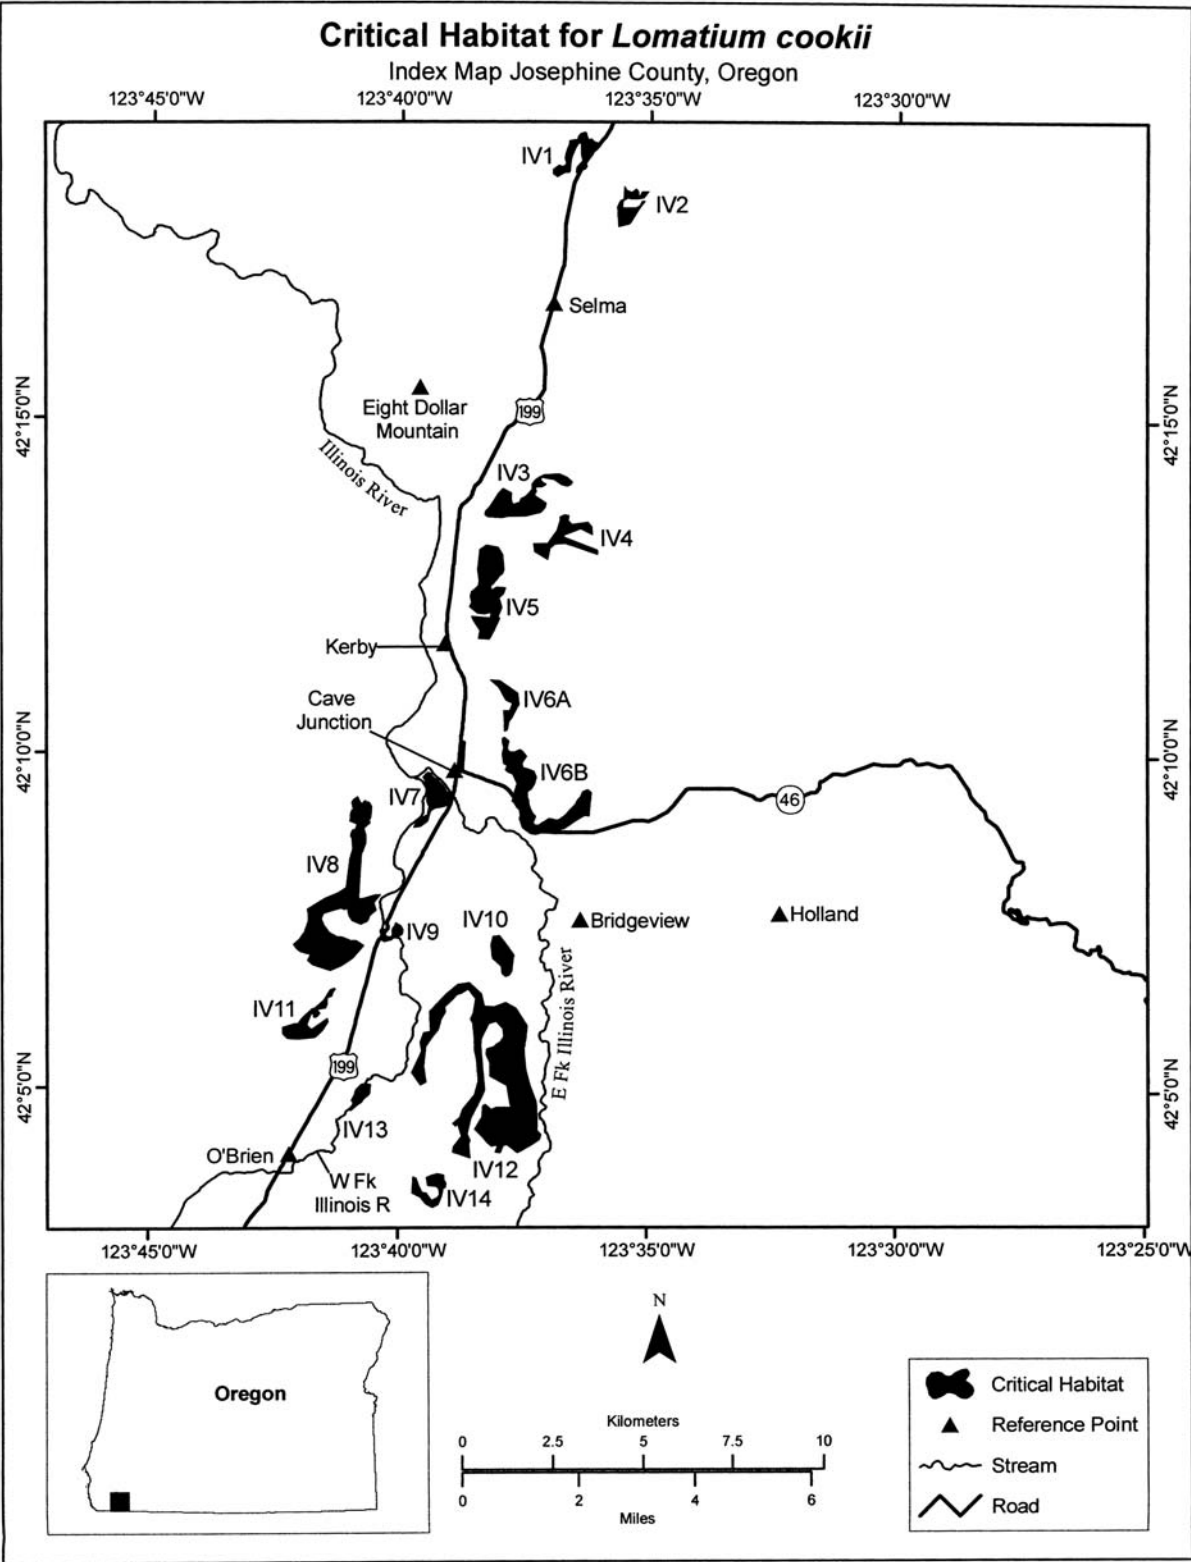 Critical Habitat for Lomatium cookii
Index Map Josephine County, Oregon
123°45'0"W
123°40'0"W
123°35'0"W
123°30'0"W
IV1
IV2
Selma
Eight Dollar
Mountain
199
42°15'0"N
42°15'0"N
Illinois River
IV3
IV4
IV5
Kerby
IV6A
Cave
Junction
42°10'0"N
42°10'0"N
IV6B
IV7
46
IV8
IV9
IV10
Bridgeview
Holland
E Fk Illinois River
IV11
199
42°5'0"N
42°5'0"N
IV13
O'Brien
IV12
W Fk
Illinois R
IV14
123°45'0"W
123°40'0"W
123°35'0"W
123°30'0"W
123°25'0"W
Oregon
N
Kilometers
0 2.5 5 7.5 10
0 2 4 6
Miles
Critical Habitat
Reference Point
Stream
Road